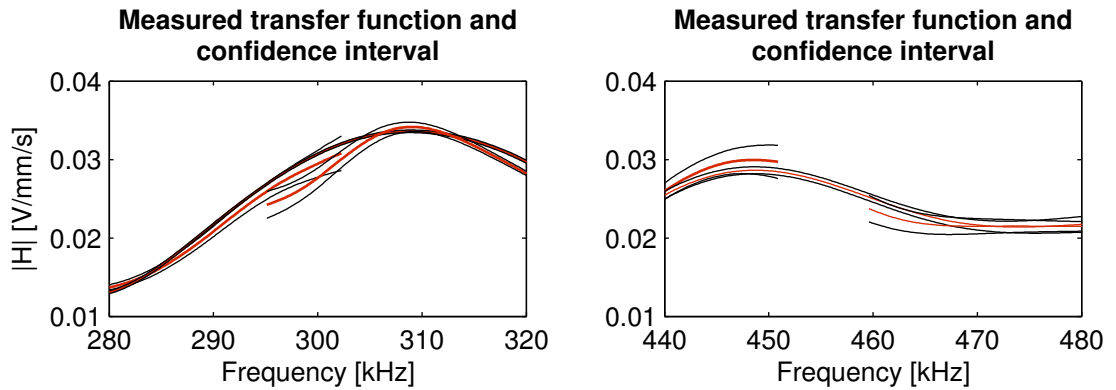 Measured transfer function and
confidence interval
|H| [V/mm/s]
0.04
0.03
0.02
0.01
280 290 300 310 320
Frequency [kHz]
Measured transfer function and
confidence interval
0.04
0.03
0.02
0.01
440 450 460 470 480
Frequency [kHz]